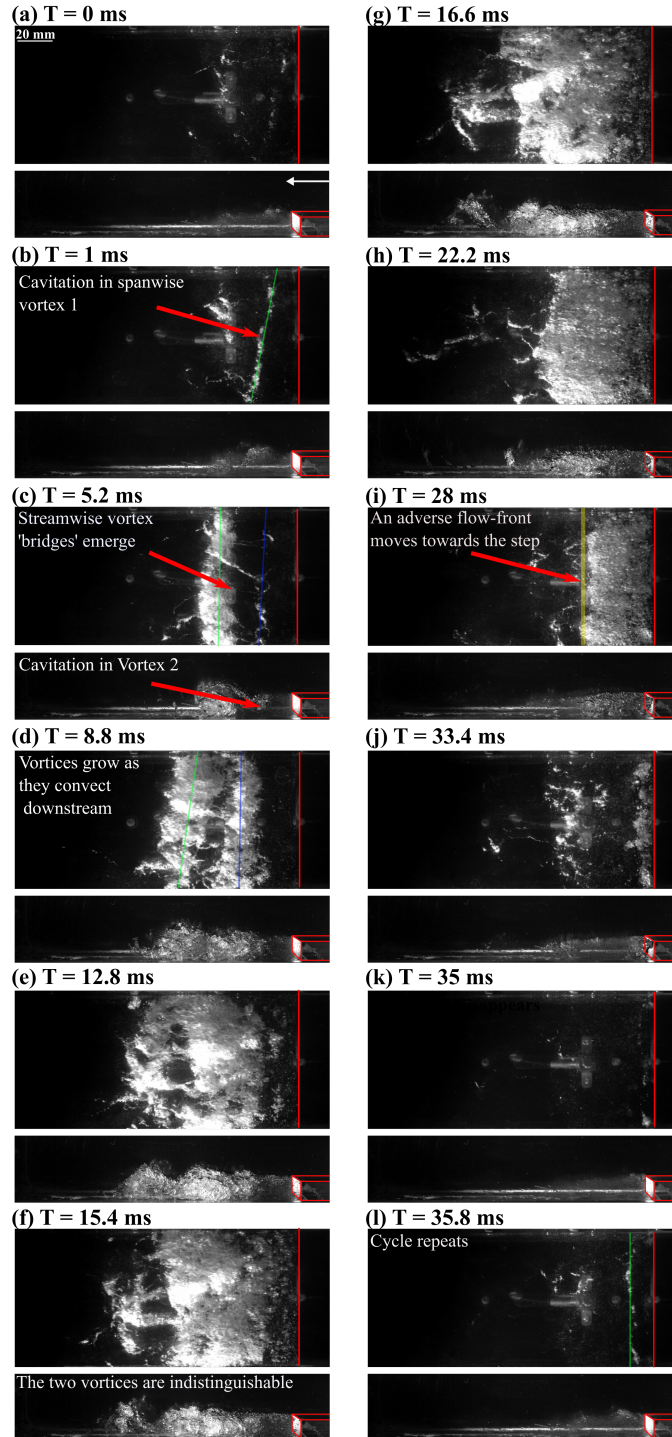 (a) T = 0 ms
20 mm
(b) T = 1 ms
Cavitation in spanwise
vortex 1
(c) T = 5.2 ms
Streamwise vortex
'bridges' emerge
Cavitation in Vortex 2
(d) T = 8.8 ms
Vortices grow as
they convect
downstream
(e) T = 12.8 ms
(f) T = 15.4 ms
The two vortices are indistinguishable
(g) T = 16.6 ms
(h) T = 22.2 ms
(i) T = 28 ms
An adverse flow-front
moves towards the step
(j) T = 33.4 ms
(k) T = 35 ms
appears
(l) T = 35.8 ms
Cycle repeats